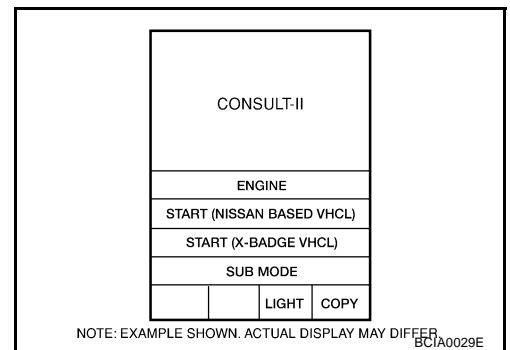 CONSULT-II
ENGINE
START (NISSAN BASED VHCL)
START (X-BADGE VHCL)
SUB MODE
LIGHT COPY
NOTE: EXAMPLE SHOWN. ACTUAL DISPLAY MAY DIFFER.
BCIA0029E